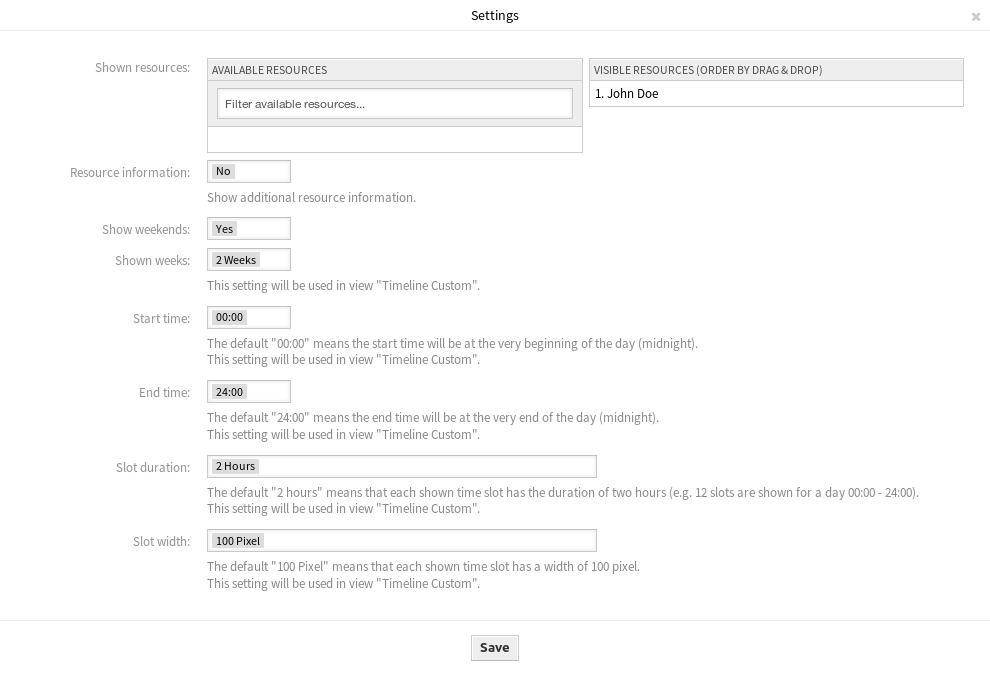 Settings
Shown resources:
AVAILABLE RESOURCES
VISIBLE RESOURCES (ORDER BY DRAG & DROP)
Filter available resources...
1. John Doe
Resource information:
No
Show additional resource information.
Show weekends:
Yes
Shown weeks:
2 Weeks
This setting will be used in view "Timeline Custom".
Start time:
00:00
The default "00:00" means the start time will be at the very beginning of the day (midnight).
This setting will be used in view "Timeline Custom".
End time:
24:00
The default "24:00" means the end time will be at the very end of the day (midnight).
This setting will be used in view "Timeline Custom".
Slot duration:
2 Hours
The default "2 hours" means that each shown time slot has the duration of two hours (e.g. 12 slots are shown for a day 00:00 - 24:00).
This setting will be used in view "Timeline Custom".
Slot width:
100 Pixel
The default "100 Pixel" means that each shown time slot has a width of 100 pixel.
This setting will be used in view "Timeline Custom".
Save